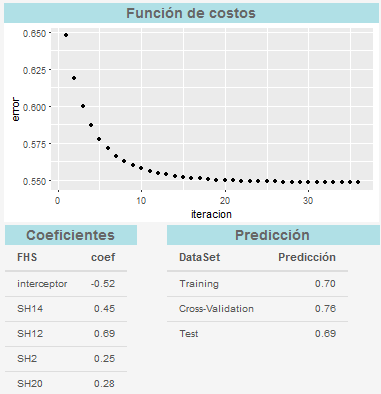 Función de costos
0.650
0.625
0.600
0.575
0.550
error
0 10 20 30
iteracion
Coeficientes
FHS coef
interceptor -0.52
SH14 0.45
SH12 0.69
SH2 0.25
SH20 0.28
Predicción
DataSet Predicción
Training 0.70
Cross-Validation 0.76
Test 0.69